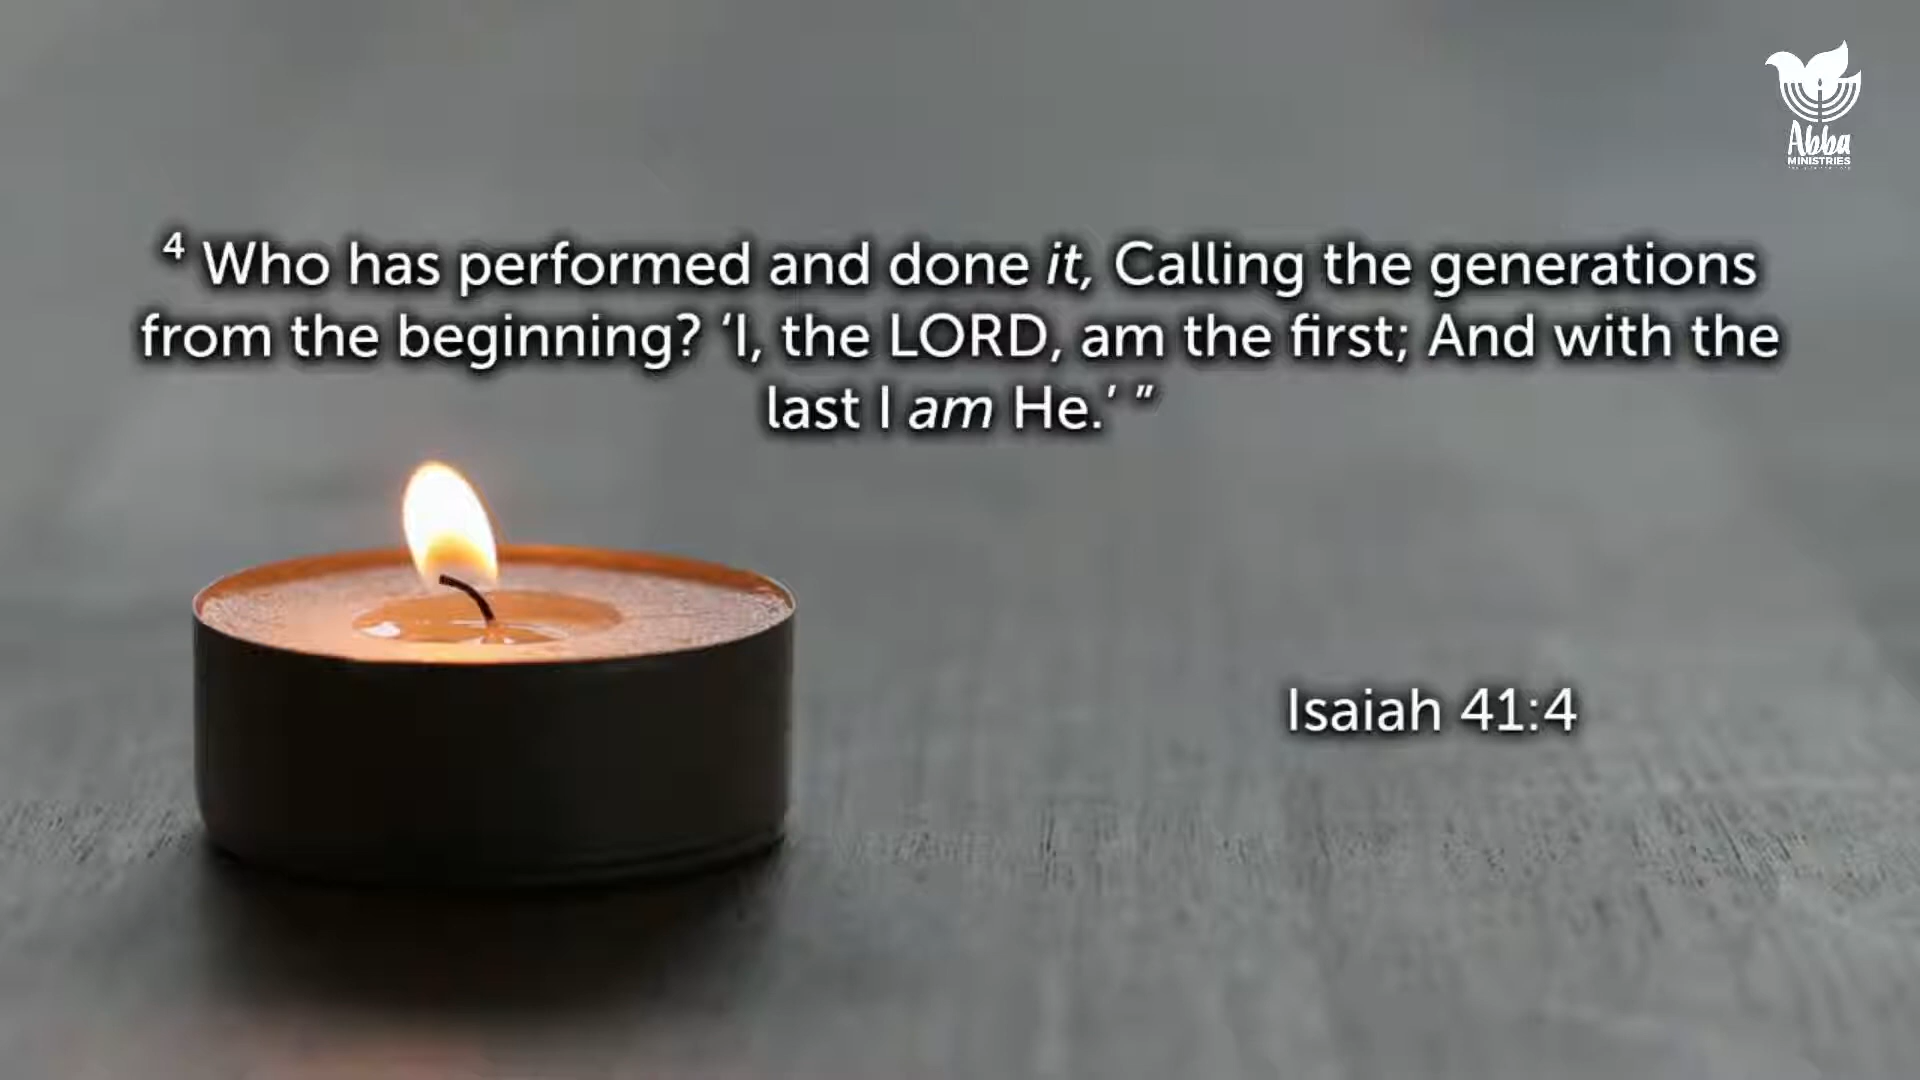 Abba
MINISTRIES
⁴ Who has performed and done it, Calling the generations
from the beginning? ‘I, the LORD, am the first; And with the
last I am He.’ ”
Isaiah 41:4